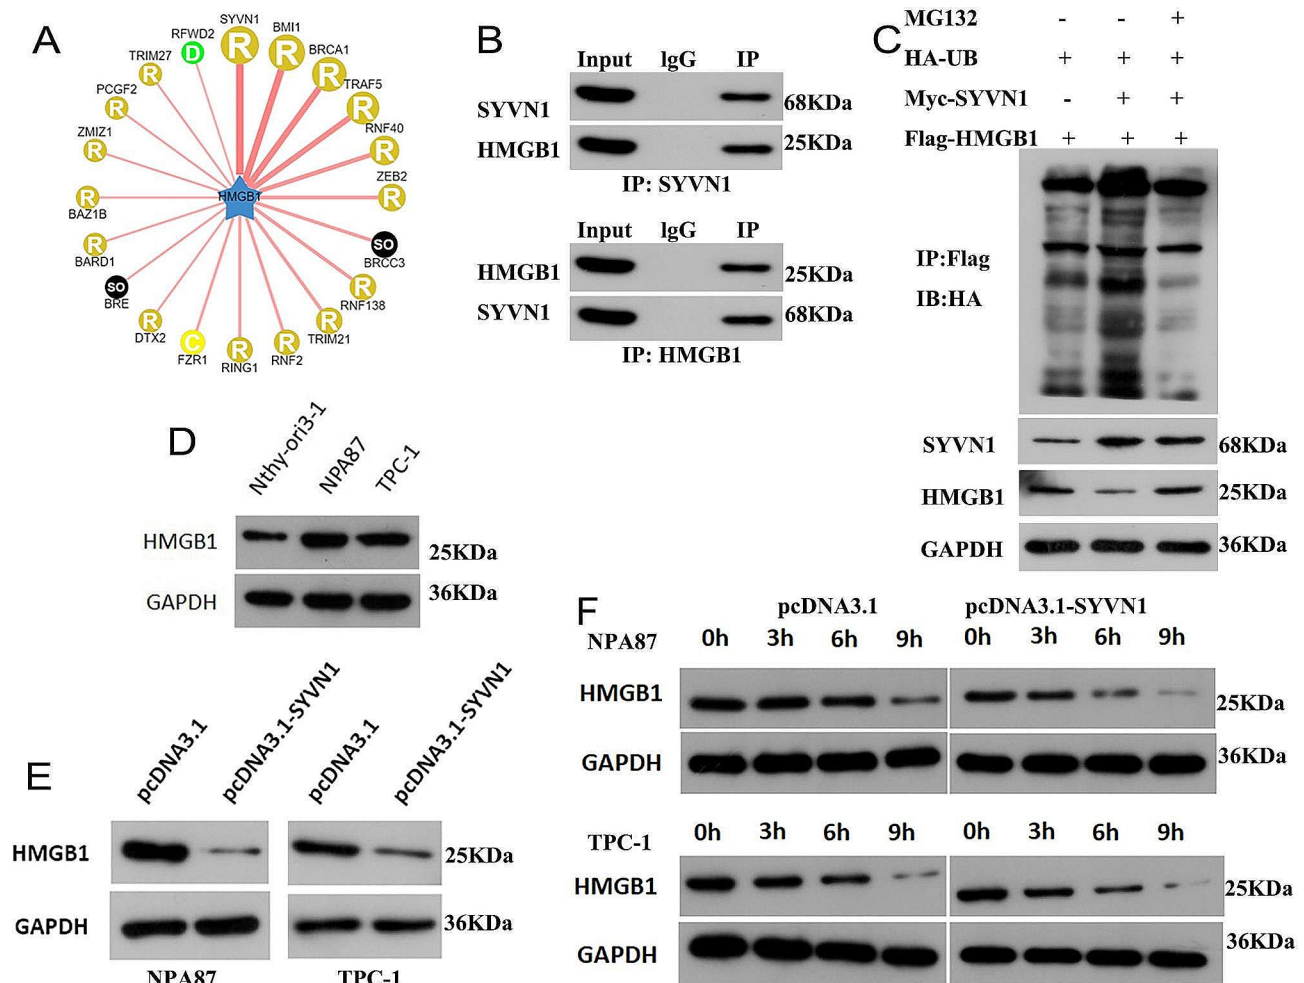 A
SYVN1
R
BMI1
R
BRCA1
R
TRAF5
R
RNF40
R
ZEB2
R
SO
BRCC3
R
RNF138
R
TRIM21
R
RNF2
R
RING1
C
FZR1
R
DTX2
SO
BRE
R
BARD1
R
BAZ1B
ZMIZ1
R
PCGF2
R
TRIM27
R
RFWD2
D
HMGB1
B
Input IgG IP
SYVN1 68KDa
HMGB1 25KDa
IP: SYVN1
Input IgG IP
HMGB1 25KDa
SYVN1 68KDa
IP: HMGB1
C
MG132 - - +
HA-UB + + +
Myc-SYVN1 - + +
Flag-HMGB1 + + +
IP:Flag
IB:HA
SYVN1 68KDa
HMGB1 25KDa
GAPDH 36KDa
D
Nthy-ori3-1 NPA87 TPC-1
HMGB1 25KDa
GAPDH 36KDa
E
pcDNA3.1 pcDNA3.1-SYVN1 pcDNA3.1 pcDNA3.1-SYVN1
HMGB1 25KDa
GAPDH 36KDa
NPA87 TPC-1
F
pcDNA3.1 pcDNA3.1-SYVN1
NPA87 0h 3h 6h 9h 0h 3h 6h 9h
HMGB1 25KDa
GAPDH 36KDa
TPC-1 0h 3h 6h 9h 0h 3h 6h 9h
HMGB1 25KDa
GAPDH 36KDa